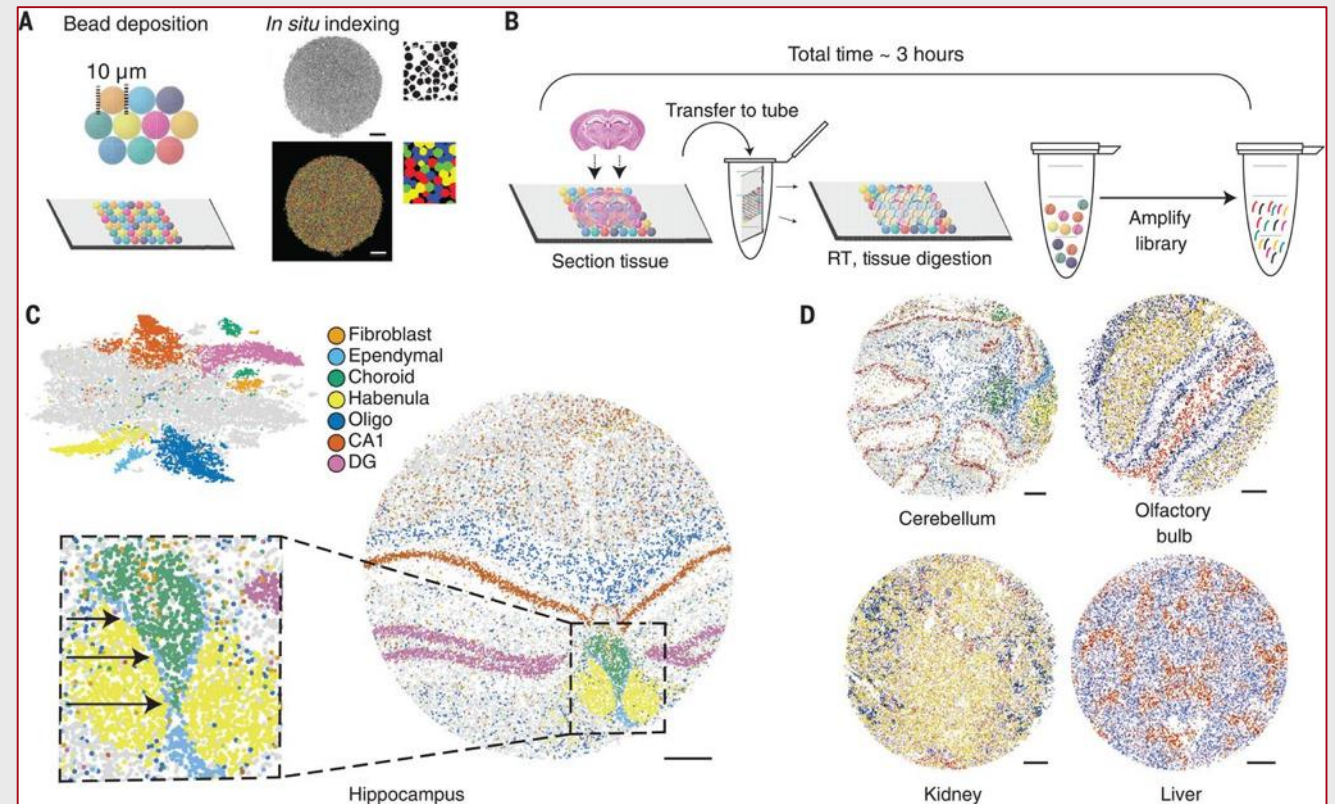 A
Bead deposition
In situ indexing
10 μm
B
Total time ~ 3 hours
Transfer to tube
Section tissue
RT, tissue digestion
Amplify
library
C
Fibroblast
Ependymal
Choroid
Habenula
Oligo
CA1
DG
Hippocampus
D
Cerebellum
Olfactory
bulb
Kidney
Liver